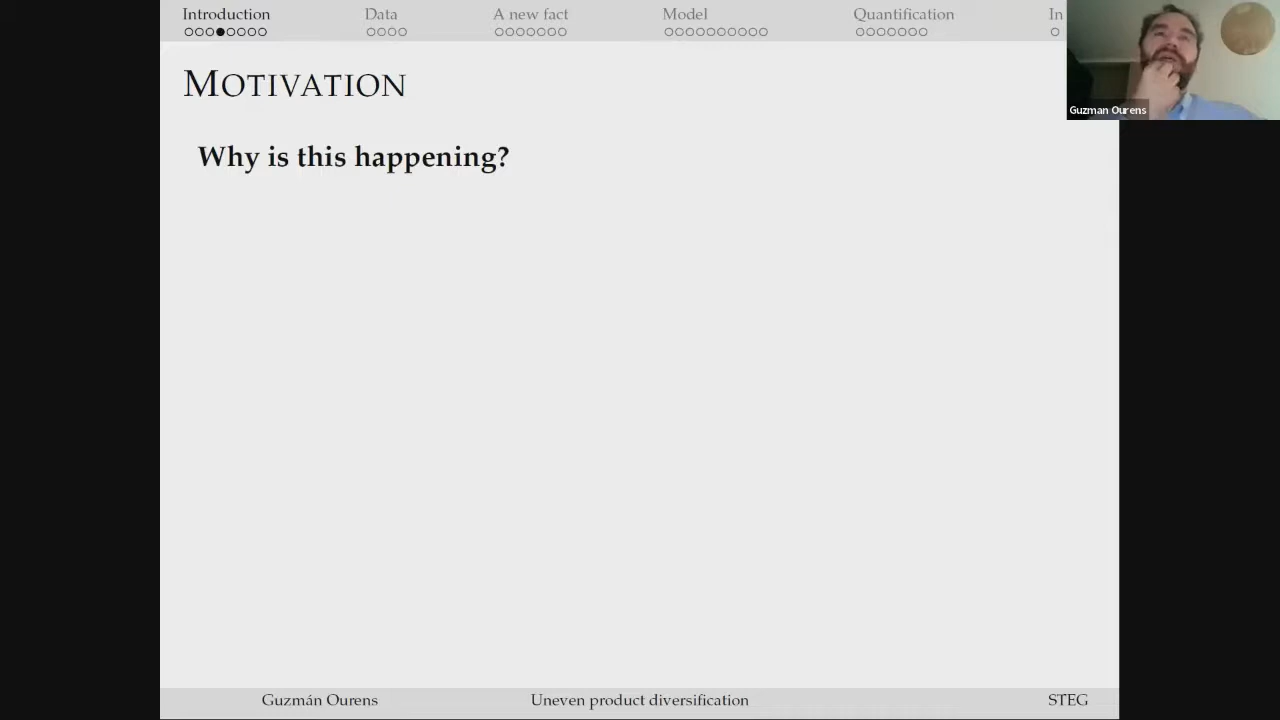 Introduction Data A new fact Model Quantification In
MOTIVATION
Guzman Ourens
Why is this happening?
Guzmán Ourens Uneven product diversification STEG